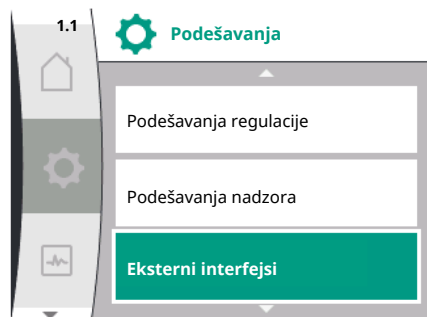 1.1
Podešavanja
Podešavanja regulacije
Podešavanja nadzora
Eksterni interfejsi